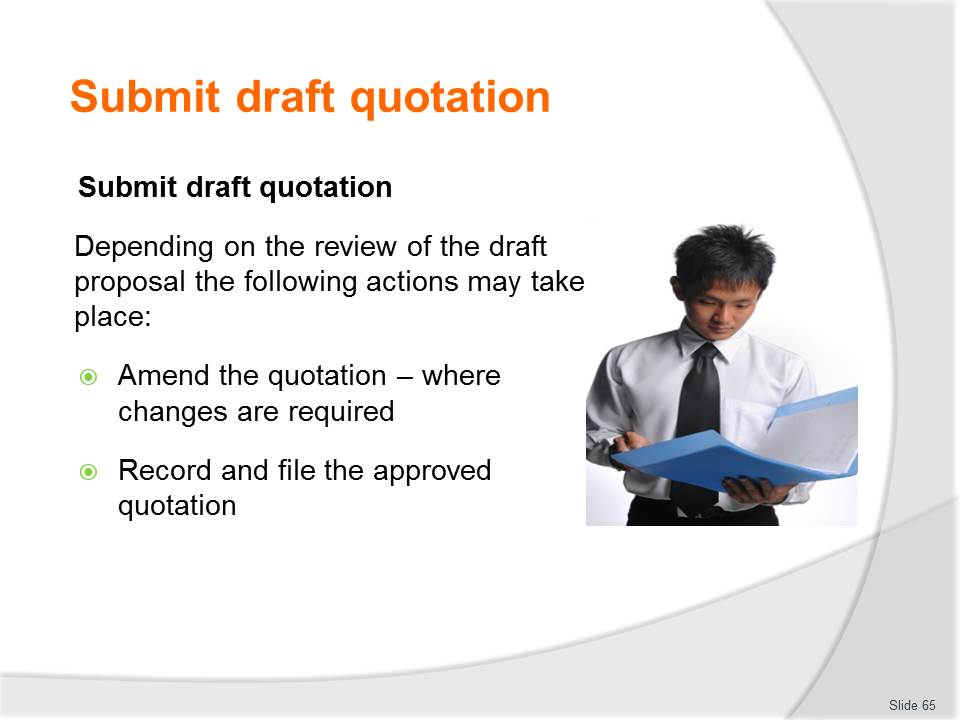 Submit draft quotation
Submit draft quotation
Depending on the review of the draft
proposal the following actions may take
place:
Amend the quotation – where
changes are required
Record and file the approved
quotation
Slide 65